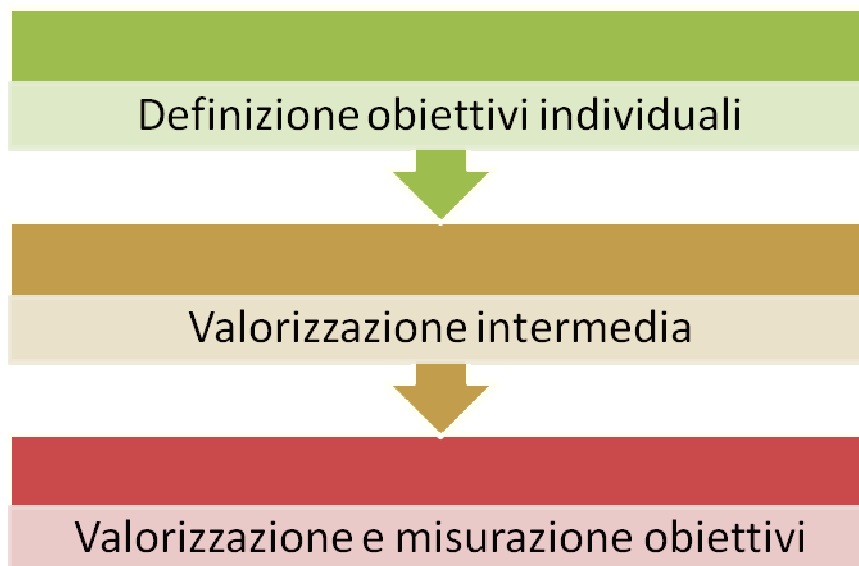 Definizione obiettivi individuali
Valorizzazione intermedia
Valorizzazione e misurazione obiettivi